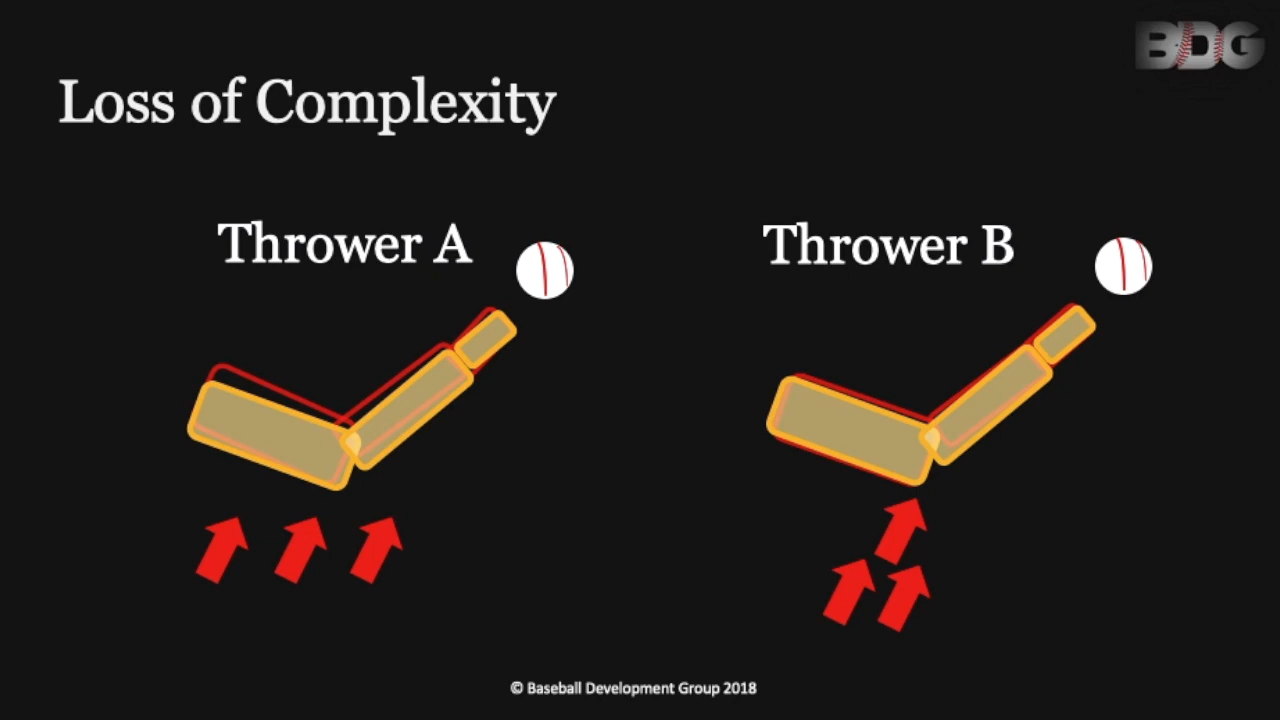 BDG
Loss of Complexity
Thrower A
Thrower B
© Baseball Development Group 2018